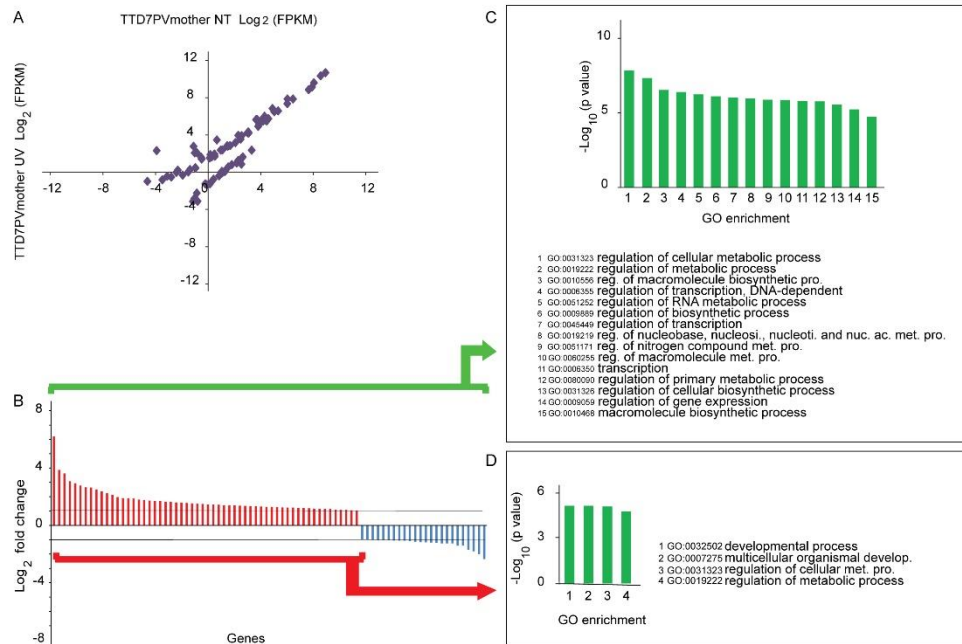 A
TTD7PVmother NT Log2 (FPKM)
TTD7PVmother UV Log2 (FPKM)
12
8
4
0
-12 -8 -4 0 4 8 12
-4
-8
-12
B
Log2 fold change
8
4
2
0
-4
-8
Genes
C
-Log10 (p value)
10
5
0
1 2 3 4 5 6 7 8 9 10 11 12 13 14 15
GO enrichment
1 GO:0031323 regulation of cellular metabolic process
2 GO:0019222 regulation of metabolic process
3 GO:0010556 reg. of macromolecule biosynthetic pro.
4 GO:0006355 regulation of transcription, DNA-dependent
5 GO:0051252 regulation of RNA metabolic process
6 GO:0009889 regulation of biosynthetic process
7 GO:0045449 regulation of transcription
8 GO:0019219 reg. of nucleobase, nucleosi., nucleoti. and nuc. ac. met. pro.
9 GO:0051171 reg. of nitrogen compound met. pro.
10 GO:0060255 reg. of macromolecule met. pro.
11 GO:0006350 transcription
12 GO:0080090 regulation of primary metabolic process
13 GO:0031326 regulation of cellular biosynthetic process
14 GO:0009059 regulation of gene expression
15 GO:0010468 macromolecule biosynthetic process
D
-Log10 (p value)
6
3
0
1 2 3 4
GO enrichment
1 GO:0032502 developmental process
2 GO:0007275 multicellular organismal develop.
3 GO:0031323 regulation of cellular met. pro.
4 GO:0019222 regulation of metabolic process